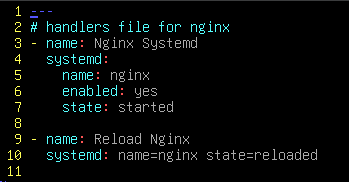 1 ---
2 # handlers file for nginx
3 - name: Nginx Systemd
4   systemd:
5     name: nginx
6     enabled: yes
7     state: started
8
9 - name: Reload Nginx
10   systemd: name=nginx state=reloaded
11